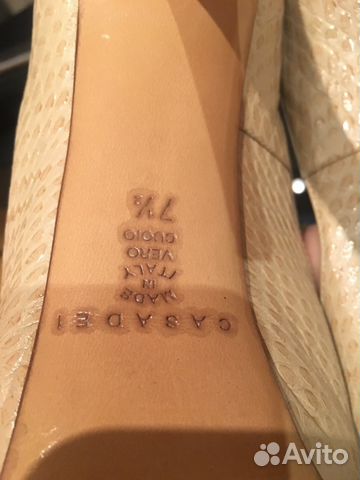 CASADEI
MADE
IN
ITALY
VERO
CUOIO
7½
Avito